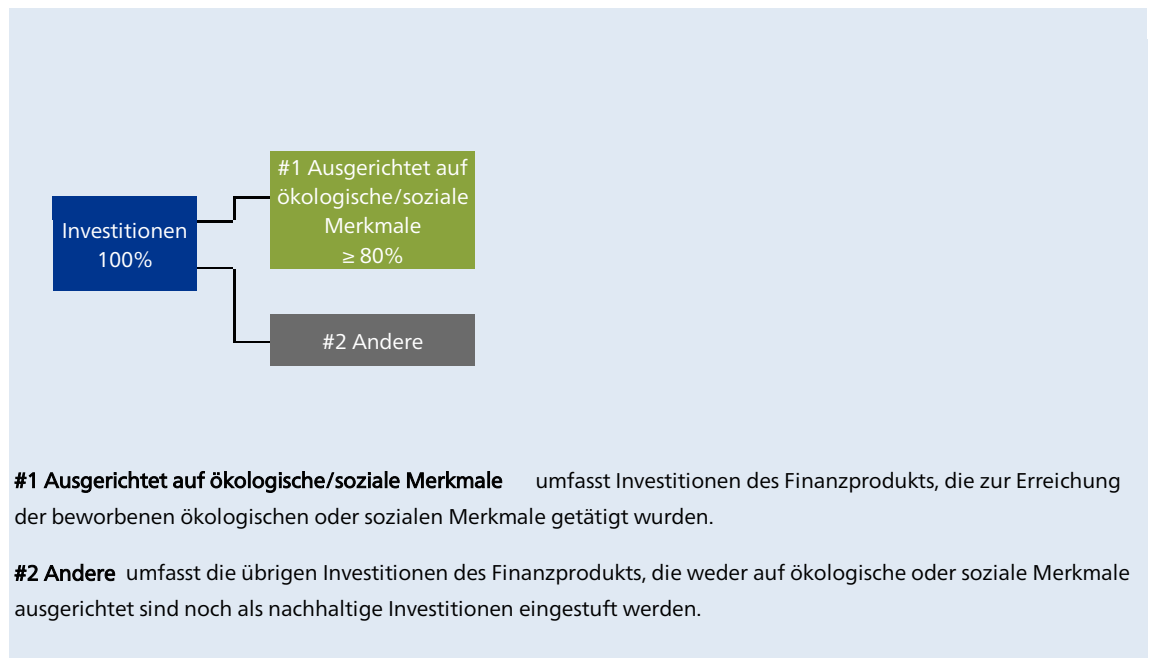 #1 Ausgerichtet auf
ökologische/soziale
Merkmale
≥ 80%
Investitionen
100%
#2 Andere
#1 Ausgerichtet auf ökologische/soziale Merkmale umfasst Investitionen des Finanzprodukts, die zur Erreichung
der beworbenen ökologischen oder sozialen Merkmale getätigt wurden.
#2 Andere umfasst die übrigen Investitionen des Finanzprodukts, die weder auf ökologische oder soziale Merkmale
ausgerichtet sind noch als nachhaltige Investitionen eingestuft werden.